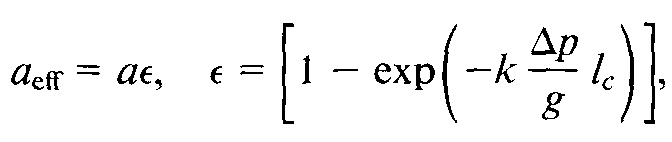 a_eff = aϵ, ϵ = [1 − exp(−k Δp/g l_c)],